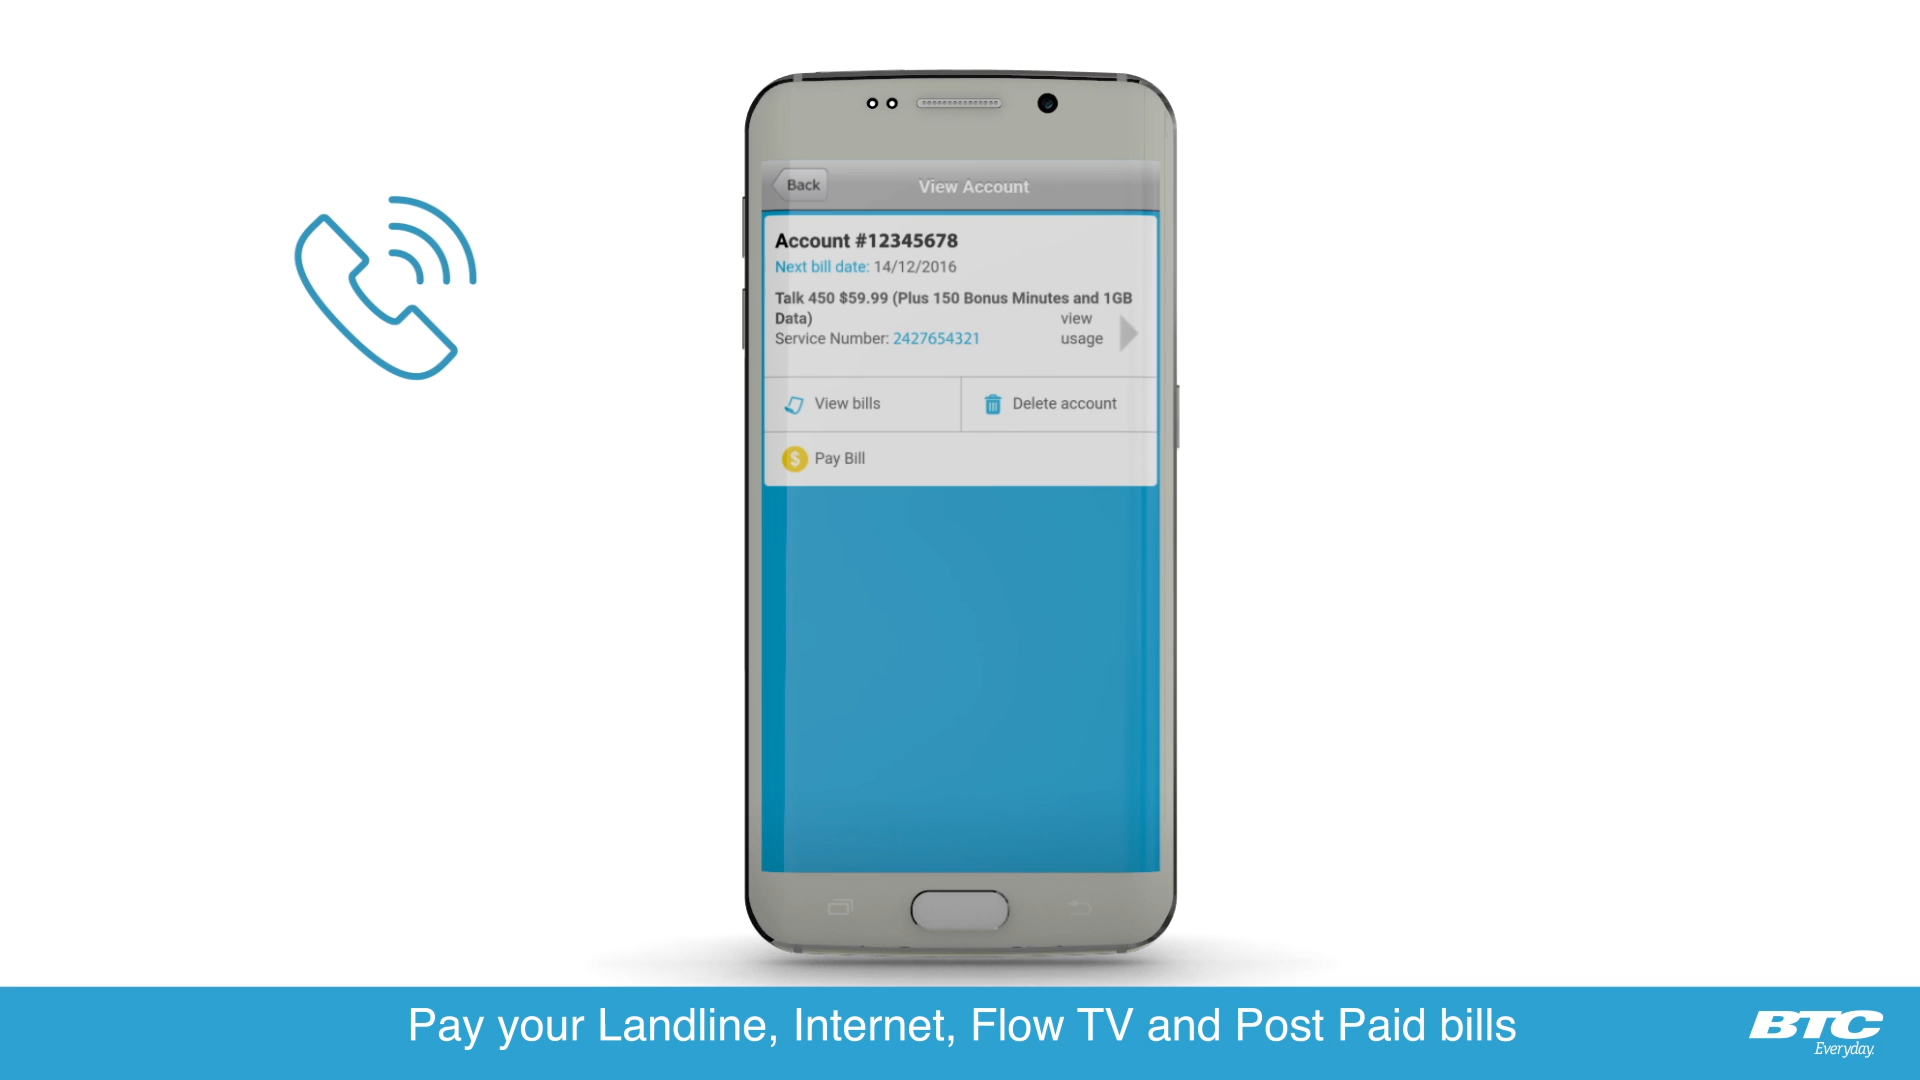 Back
View Account
Account #12345678
Next bill date: 14/12/2016
Talk 450 $59.99 (Plus 150 Bonus Minutes and 1GB
Data)
view
Service Number: 2427654321
usage
View bills
Delete account
$ Pay Bill
Pay your Landline, Internet, Flow TV and Post Paid bills
BTC
Everyday.